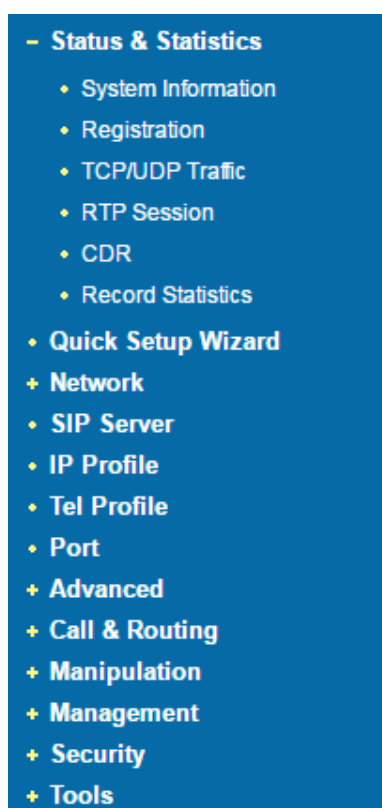 Status & Statistics
System Information
Registration
TCP/UDP Traffic
RTP Session
CDR
Record Statistics
Quick Setup Wizard
Network
SIP Server
IP Profile
Tel Profile
Port
Advanced
Call & Routing
Manipulation
Management
Security
Tools